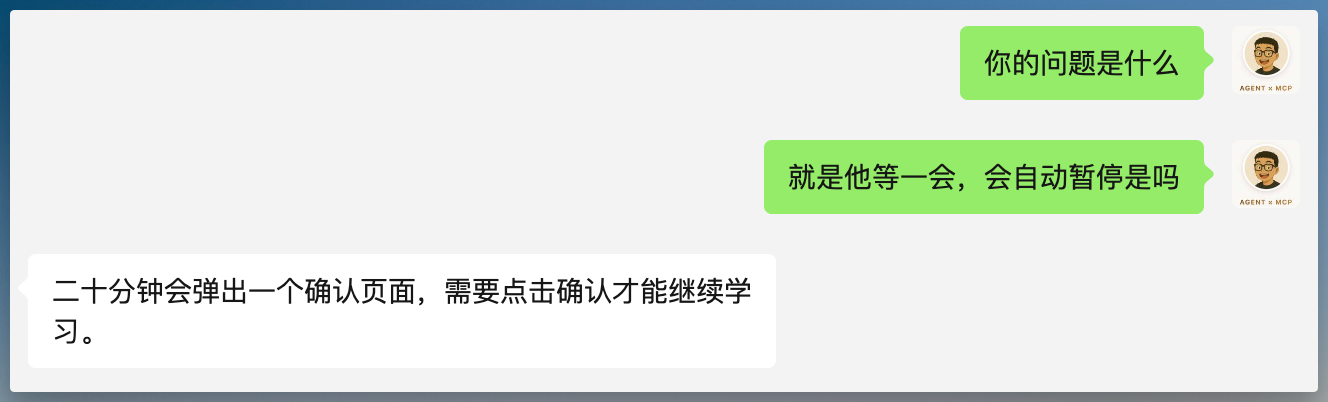 你的问题是什么
AGENT × MCP
就是他等一会，会自动暂停是吗
AGENT × MCP
二十分钟会弹出一个确认页面，需要点击确认才能继续学
习。